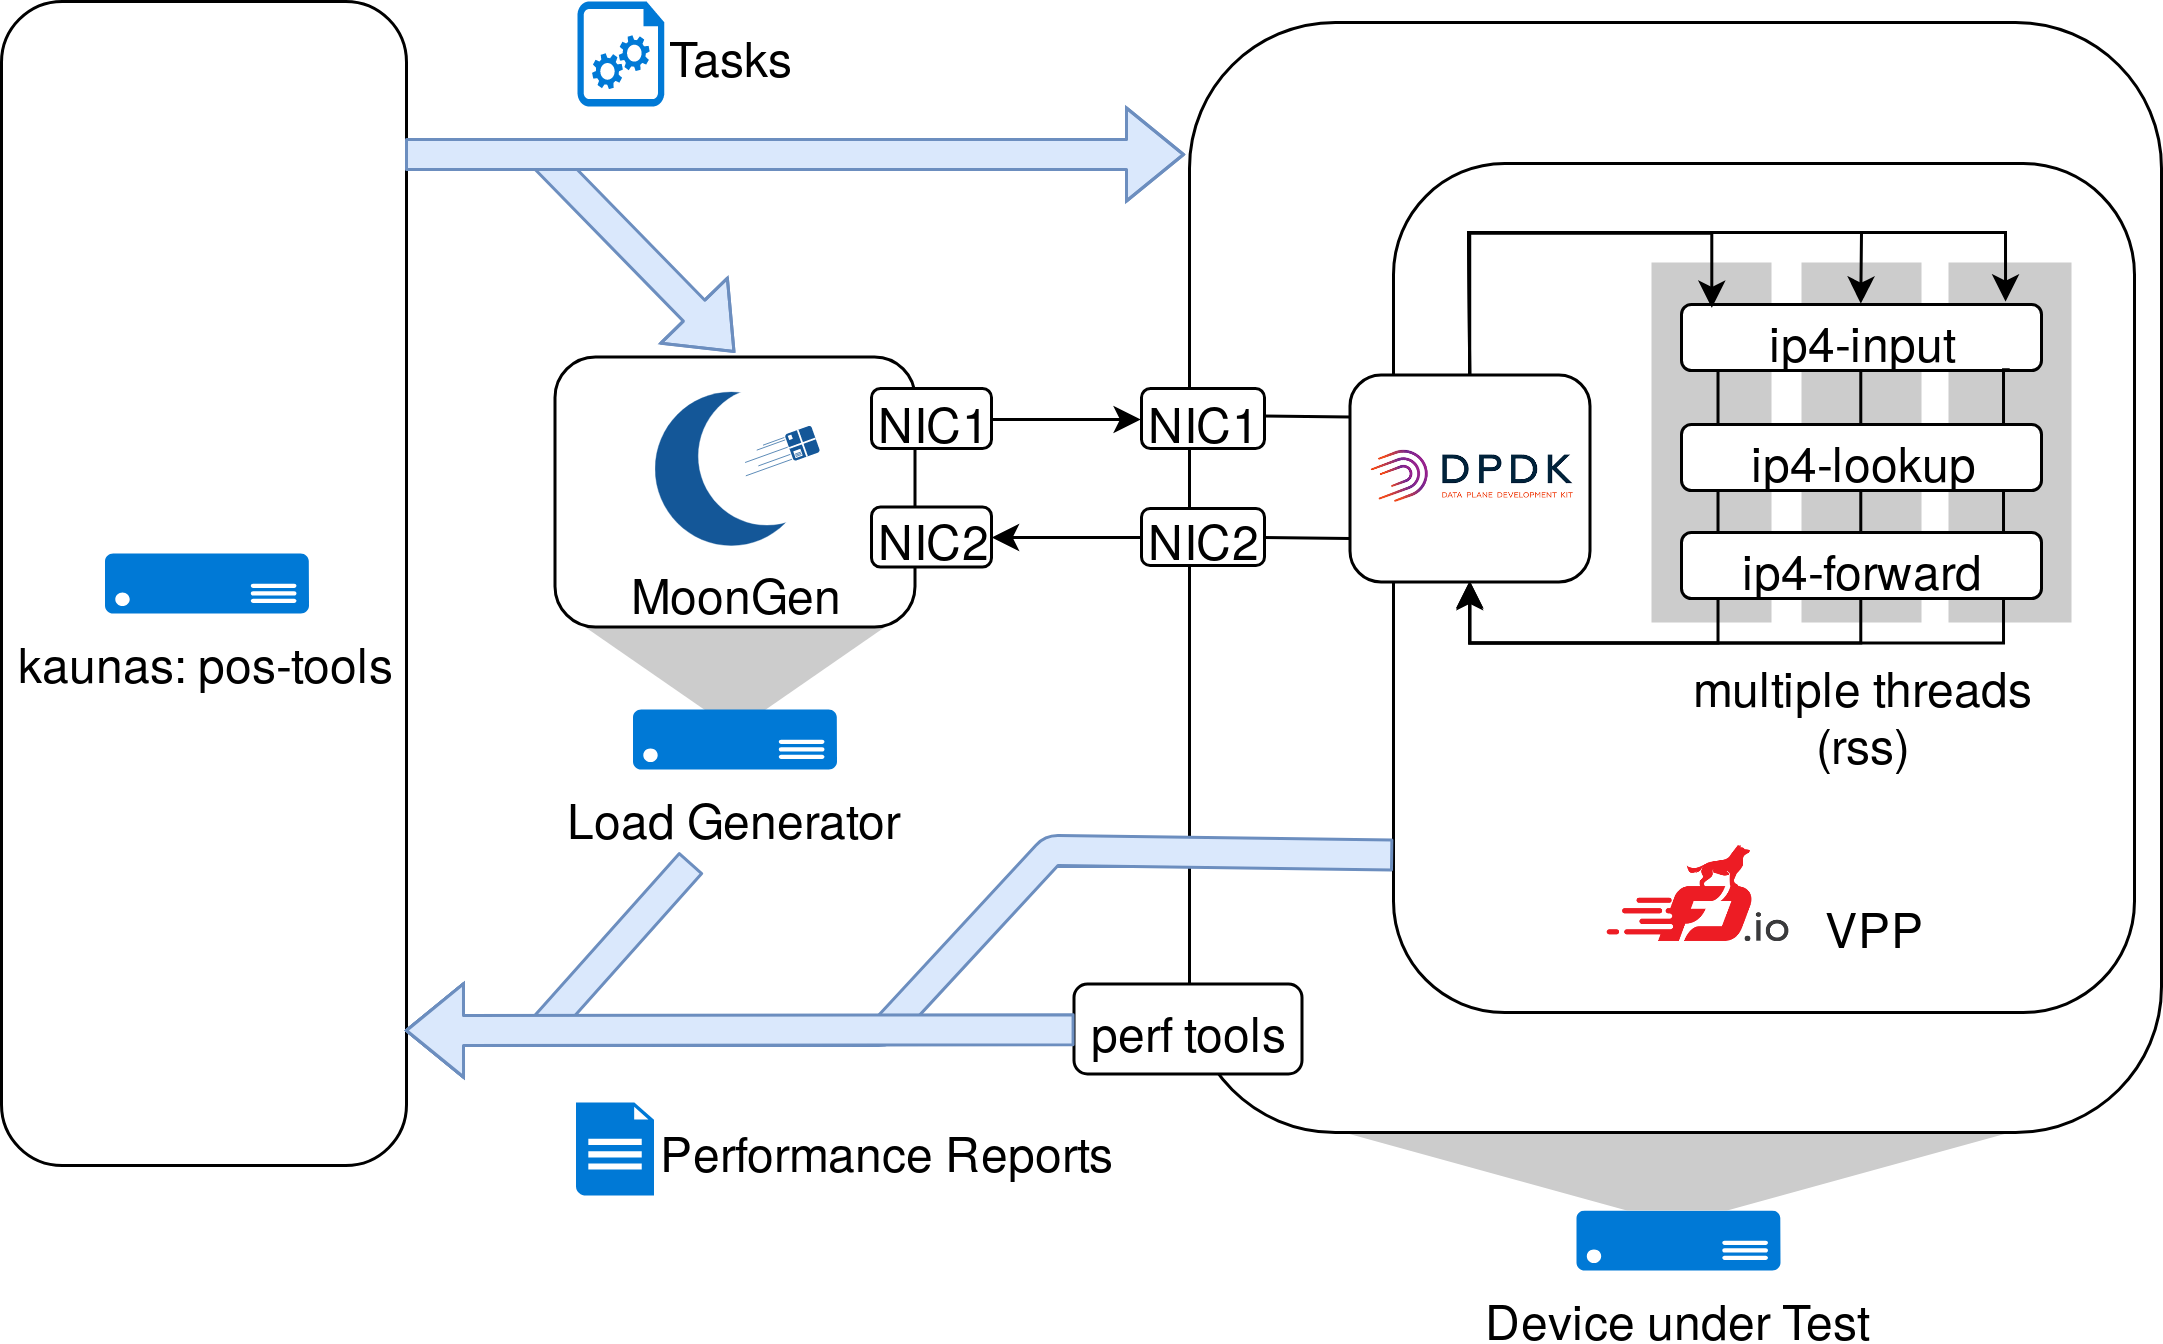 Tasks
ip4-input
NIC1
NIC1
DPDK
DATA PLANE DEVELOPMENT KIT
ip4-lookup
NIC2
NIC2
ip4-forward
MoonGen
kaunas: pos-tools
multiple threads
(rss)
Load Generator
.io
VPP
perf tools
Performance Reports
Device under Test